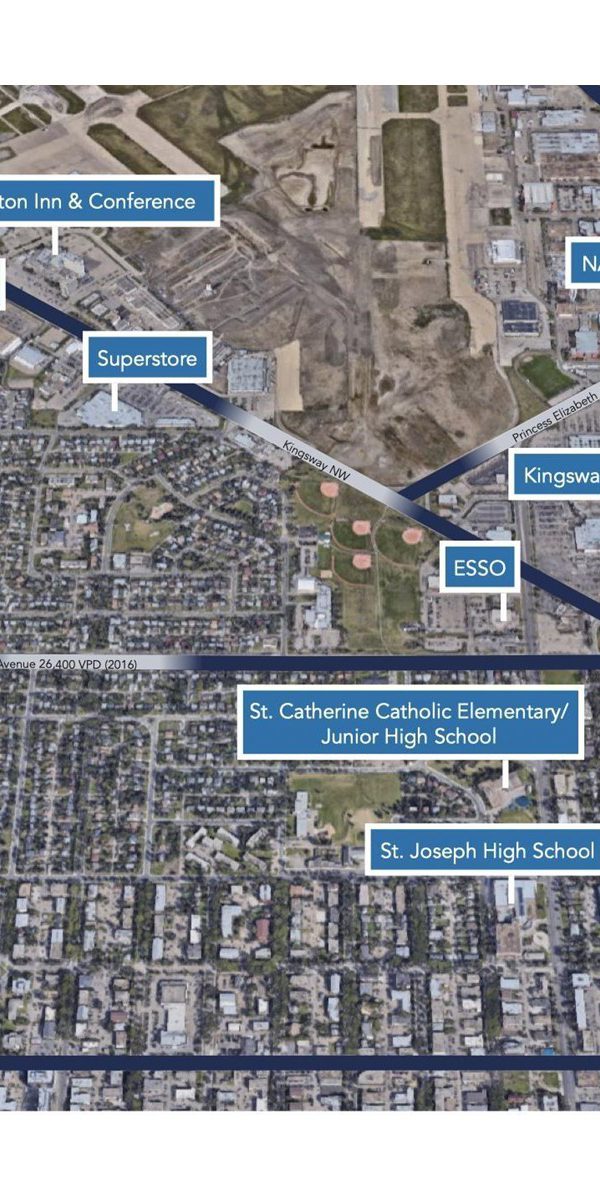 ton Inn & Conference
NA
Superstore
Princess Elizabeth
Kingsway NW
Kingswa
ESSO
Avenue 26,400 VPD (2016)
St. Catherine Catholic Elementary/
Junior High School
St. Joseph High School